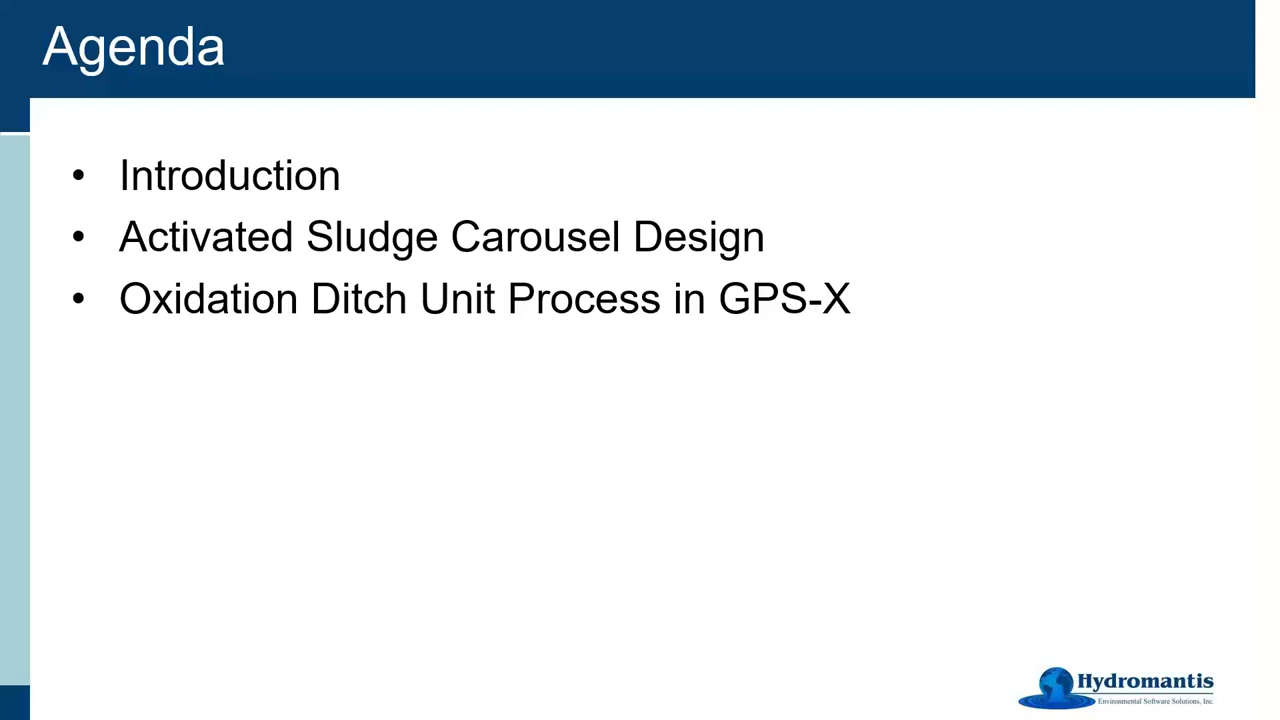 Agenda
• Introduction
• Activated Sludge Carousel Design
• Oxidation Ditch Unit Process in GPS-X
Hydromantis
Environmental Software Solutions, Inc.